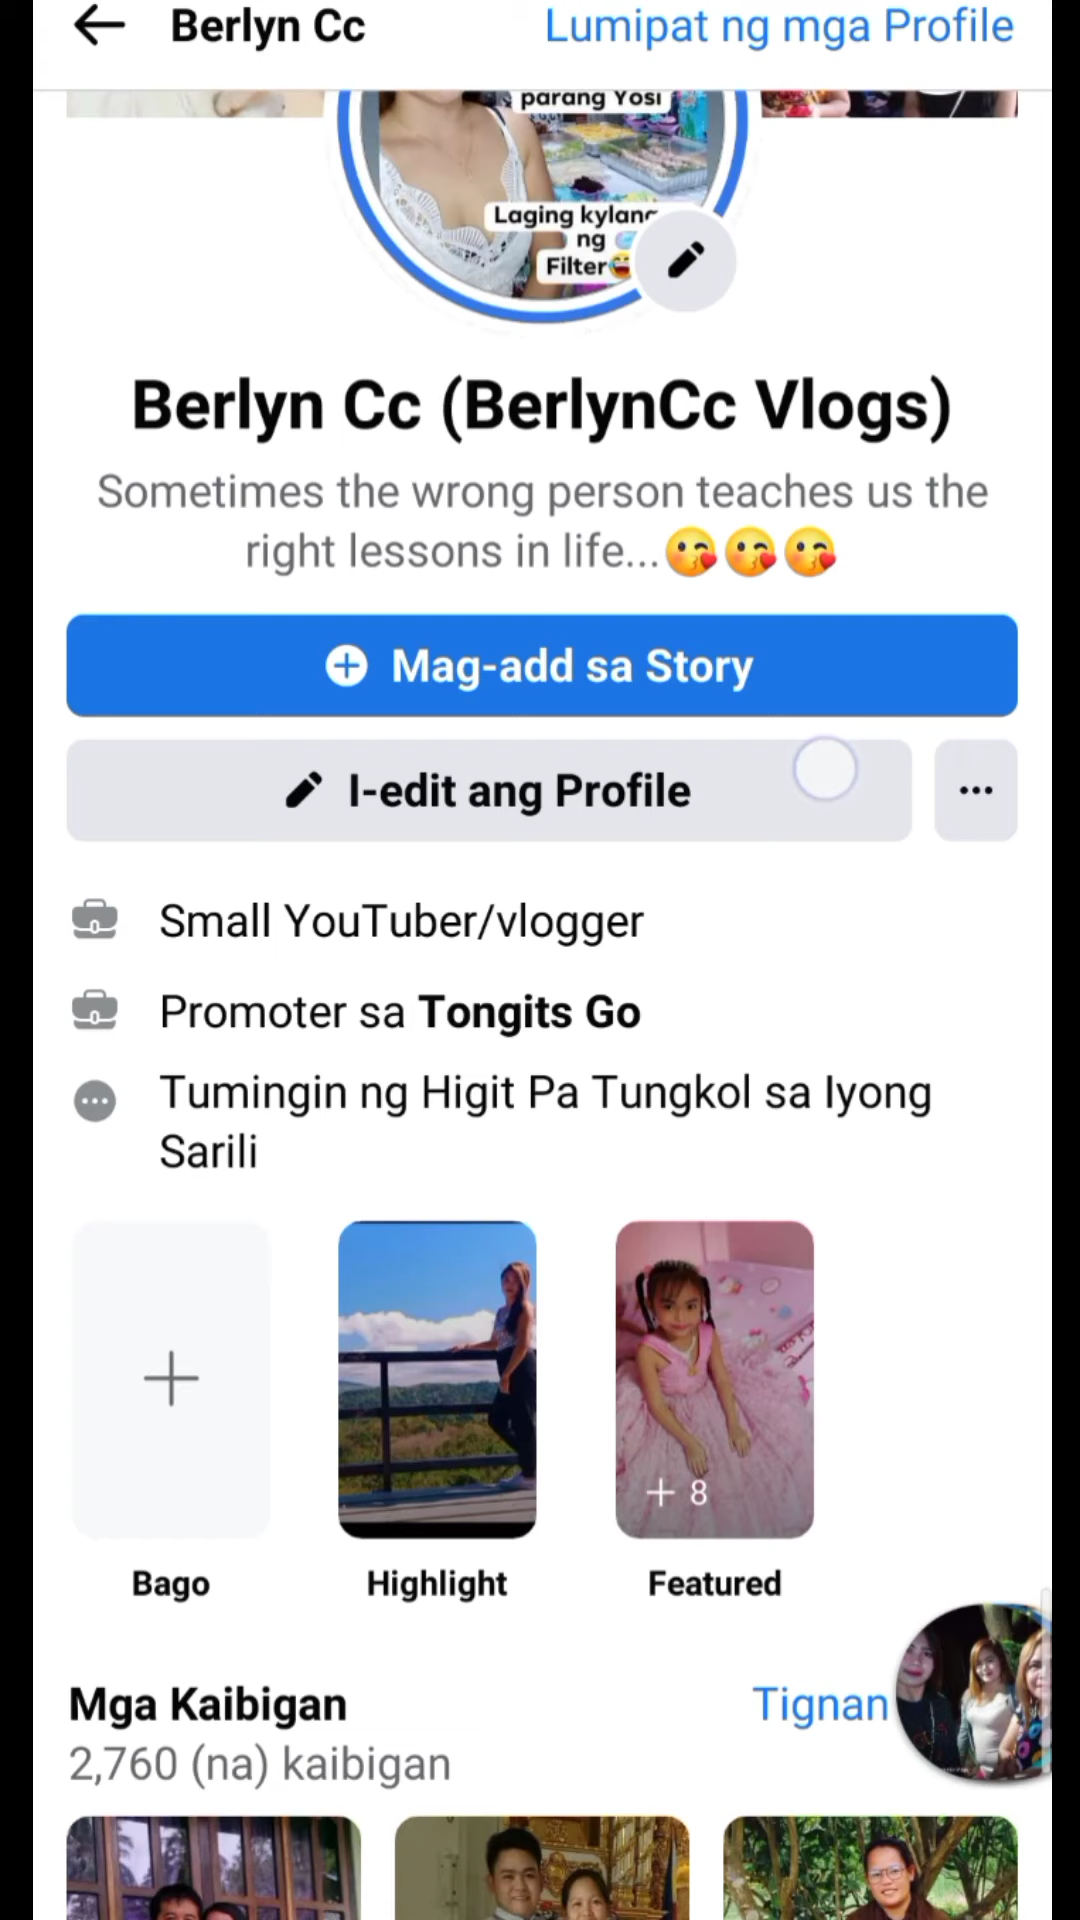 Berlyn Cc
Lumipat ng mga Profile
parang Yosi
Laging kylang
ng
Filter😆
Berlyn Cc (BerlynCc Vlogs)
Sometimes the wrong person teaches us the
right lessons in life...😘😘😘
Mag-add sa Story
I-edit ang Profile
Small YouTuber/vlogger
Promoter sa Tongits Go
Tumingin ng Higit Pa Tungkol sa Iyong
Sarili
+ 8
Bago
Highlight
Featured
Mga Kaibigan
Tignan
2,760 (na) kaibigan